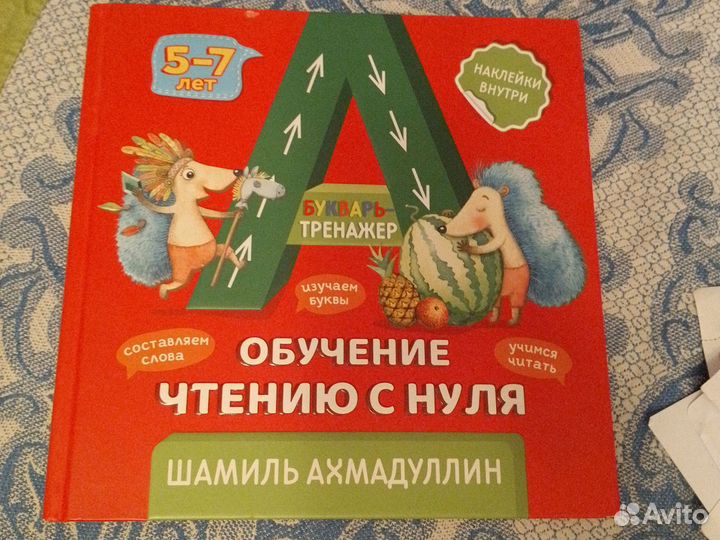 5-7
лет
НАКЛЕЙКИ
ВНУТРИ
А
БУКВАРЬ-
ТРЕНАЖЕР
изучаем
буквы
составляем
слова
учимся
читать
ОБУЧЕНИЕ
ЧТЕНИЮ С НУЛЯ
ШАМИЛЬ АХМАДУЛЛИН
Avito